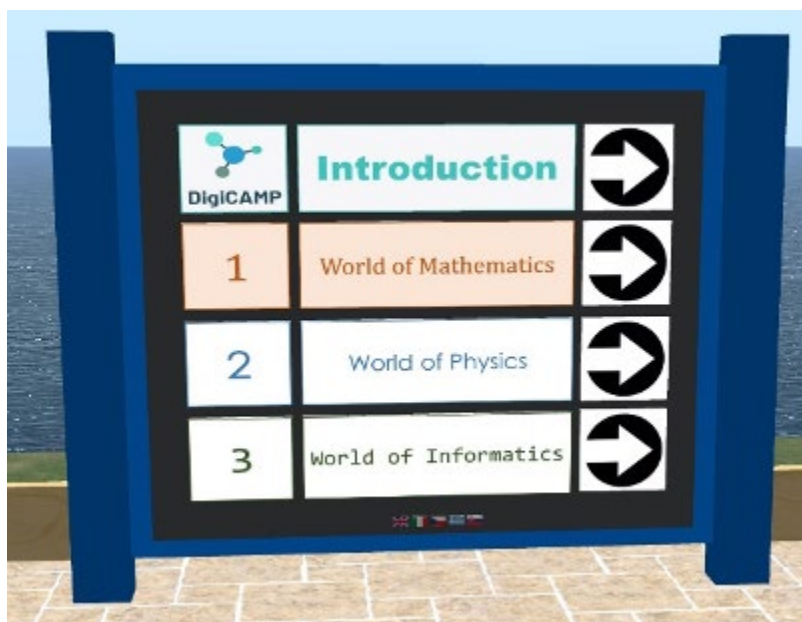 DigiCAMP
Introduction
1
World of Mathematics
2
World of Physics
3
World of Informatics